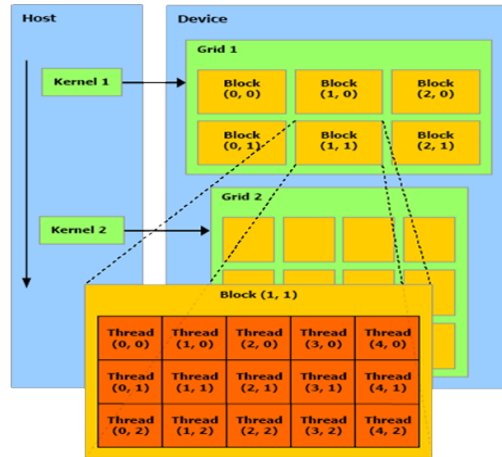 Host
Device
Grid 1
Kernel 1
Block Block Block
(0, 0) (1, 0) (2, 0)
Block Block Block
(0, 1) (1, 1) (2, 1)
Grid 2
Kernel 2
Block (1, 1)
Thread Thread Thread Thread Thread
(0, 0) (1, 0) (2, 0) (3, 0) (4, 0)
Thread Thread Thread Thread Thread
(0, 1) (1, 1) (2, 1) (3, 1) (4, 1)
Thread Thread Thread Thread Thread
(0, 2) (1, 2) (2, 2) (3, 2) (4, 2)